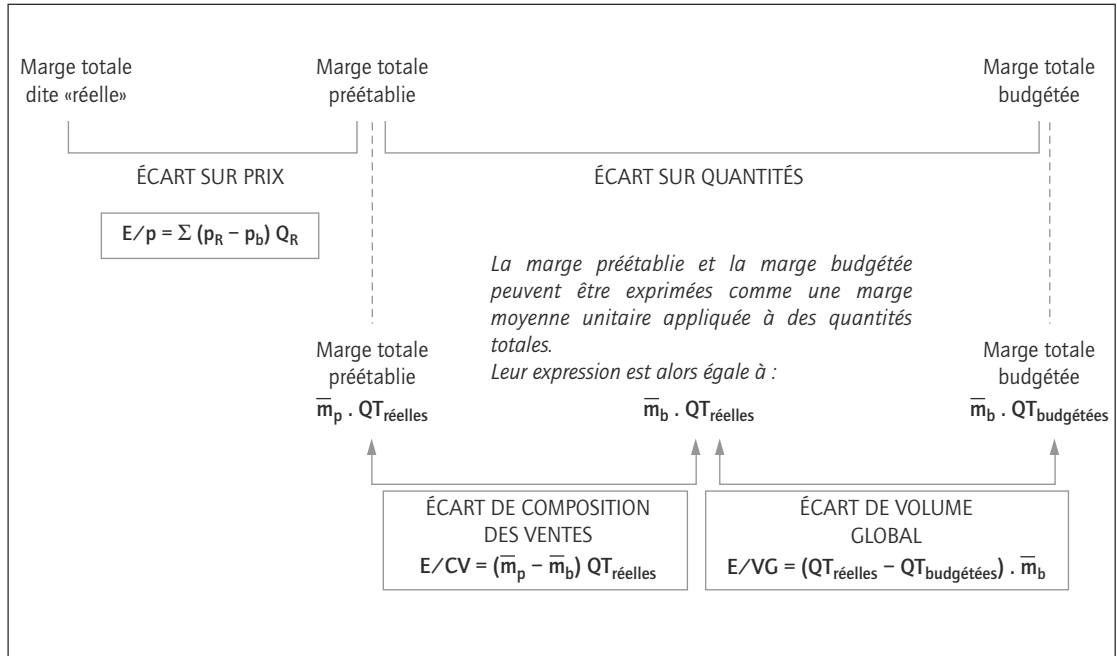 Marge totale
dite «réelle»
Marge totale
préétablie
Marge totale
budgétée
ÉCART SUR PRIX
ÉCART SUR QUANTITÉS
E/p = Σ (pR – pb) QR
La marge préétablie et la marge budgétée
peuvent être exprimées comme une marge
moyenne unitaire appliquée à des quantités
totales.
Leur expression est alors égale à :
Marge totale
préétablie
m̅p . QTréelles
m̅b . QTréelles
Marge totale
budgétée
m̅b . QTbudgétées
ÉCART DE COMPOSITION
DES VENTES
E/CV = (m̅p – m̅b) QTréelles
ÉCART DE VOLUME
GLOBAL
E/VG = (QTréelles – QTbudgétées) . m̅b